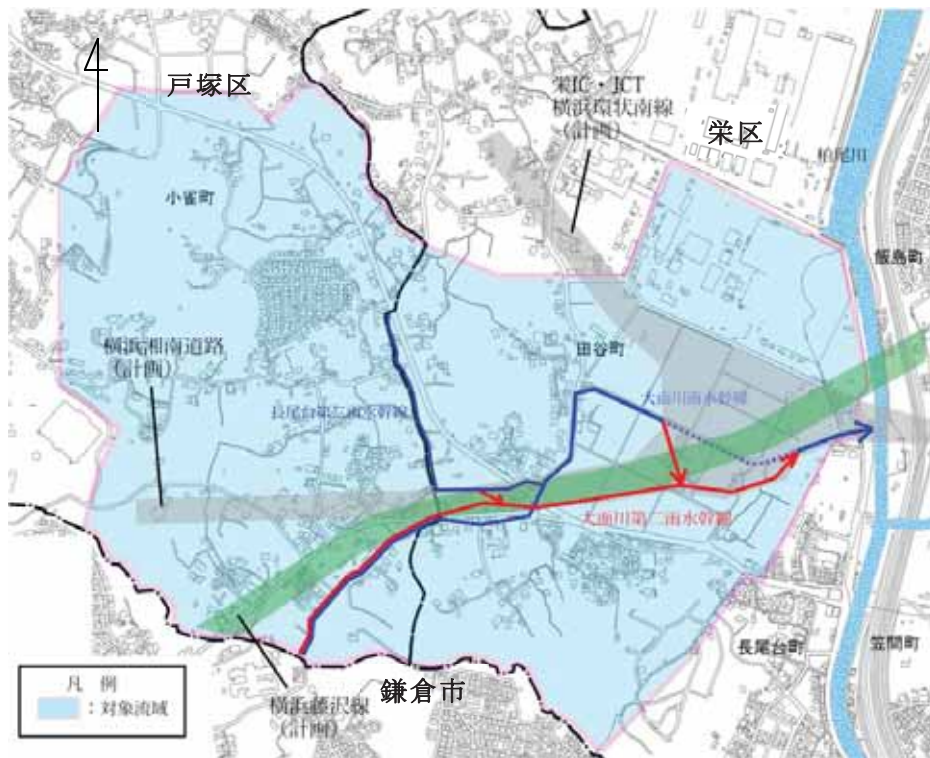 戸塚区
栄IC・JCT
横浜環状南線
(計画)
栄区
柏尾川
小雀町
飯島町
横浜湘南道路
(計画)
田谷町
長尾台第二雨水幹線
大面川雨水幹線
大面川第二雨水幹線
長尾台町
笠間町
鎌倉市
横浜藤沢線
(計画)
凡 例
:対象流域